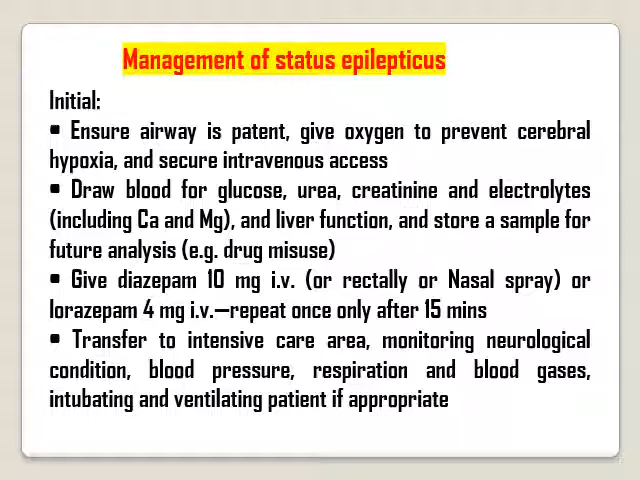 Management of status epilepticus
Initial:
• Ensure airway is patent, give oxygen to prevent cerebral
hypoxia, and secure intravenous access
• Draw blood for glucose, urea, creatinine and electrolytes
(including Ca and Mg), and liver function, and store a sample for
future analysis (e.g. drug misuse)
• Give diazepam 10 mg i.v. (or rectally or Nasal spray) or
lorazepam 4 mg i.v.—repeat once only after 15 mins
• Transfer to intensive care area, monitoring neurological
condition, blood pressure, respiration and blood gases,
intubating and ventilating patient if appropriate